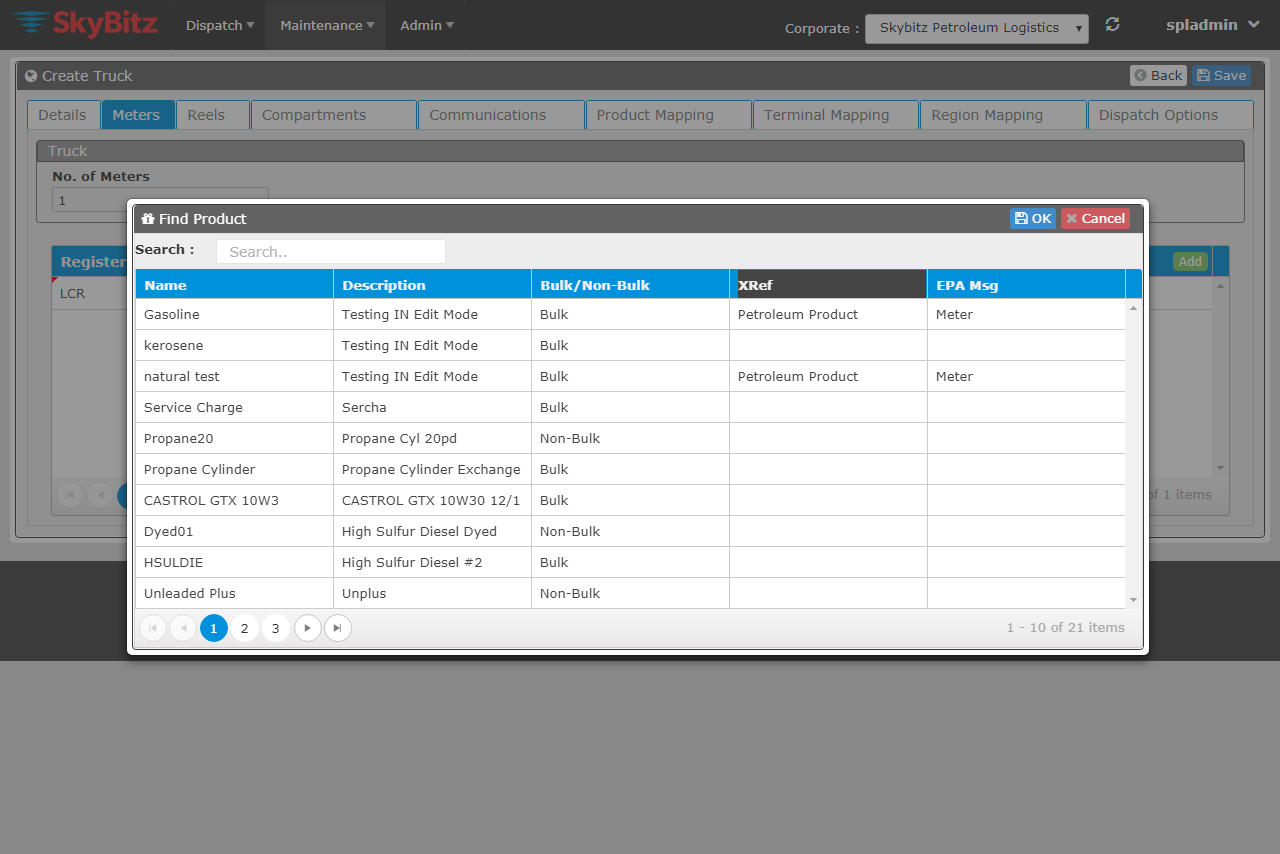 SkyBitz Dispatch Maintenance Admin Corporate : Skybitz Petroleum Logistics spladmin
Create Truck Back Save
Details Meters Reels Compartments Communications Product Mapping Terminal Mapping Region Mapping Dispatch Options
Truck
No. of Meters
1
Register Add
LCR
of 1 items
Find Product OK Cancel
Search : Search..
Name Description Bulk/Non-Bulk XRef EPA Msg
Gasoline Testing IN Edit Mode Bulk Petroleum Product Meter
kerosene Testing IN Edit Mode Bulk
natural test Testing IN Edit Mode Bulk Petroleum Product Meter
Service Charge Sercha Bulk
Propane20 Propane Cyl 20pd Non-Bulk
Propane Cylinder Propane Cylinder Exchange Bulk
CASTROL GTX 10W3 CASTROL GTX 10W30 12/1 Bulk
Dyed01 High Sulfur Diesel Dyed Non-Bulk
HSULDIE High Sulfur Diesel #2 Bulk
Unleaded Plus Unplus Non-Bulk
1 2 3 1 - 10 of 21 items